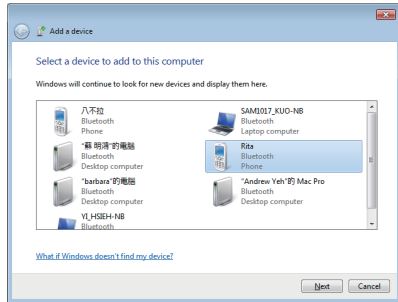 Add a device
Select a device to add to this computer
Windows will continue to look for new devices and display them here.
八不拉
Bluetooth
Phone
SAM1017_KUO-NB
Bluetooth
Laptop computer
"蘇 明鴻"的電腦
Bluetooth
Desktop computer
Rita
Bluetooth
Phone
"barbara"的電腦
Bluetooth
Desktop computer
"Andrew Yeh"的 Mac Pro
Bluetooth
Desktop computer
YI_HSIEH-NB
Bluetooth
What if Windows doesn't find my device?
Next
Cancel